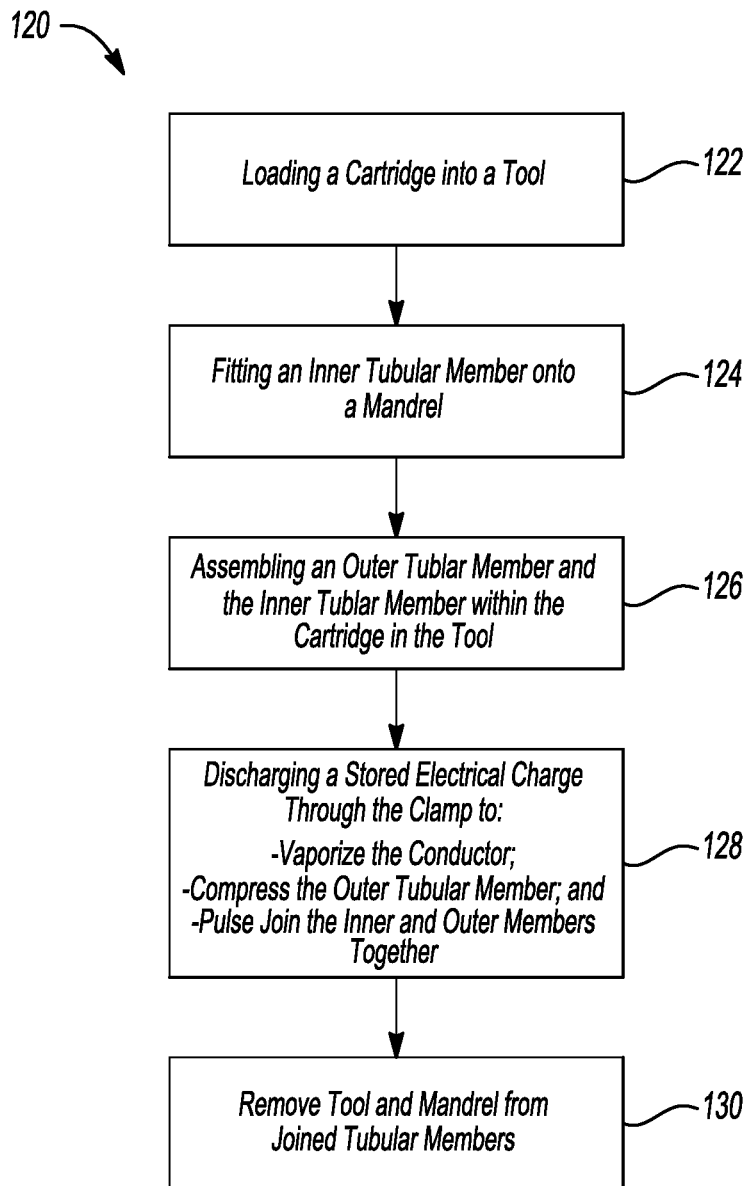 120
Loading a Cartridge into a Tool
122
Fitting an Inner Tubular Member onto
a Mandrel
124
Assembling an Outer Tublar Member and
the Inner Tublar Member within the
Cartridge in the Tool
126
Discharging a Stored Electrical Charge
Through the Clamp to:
-Vaporize the Conductor;
-Compress the Outer Tubular Member; and
-Pulse Join the Inner and Outer Members
Together
128
Remove Tool and Mandrel from
Joined Tubular Members
130